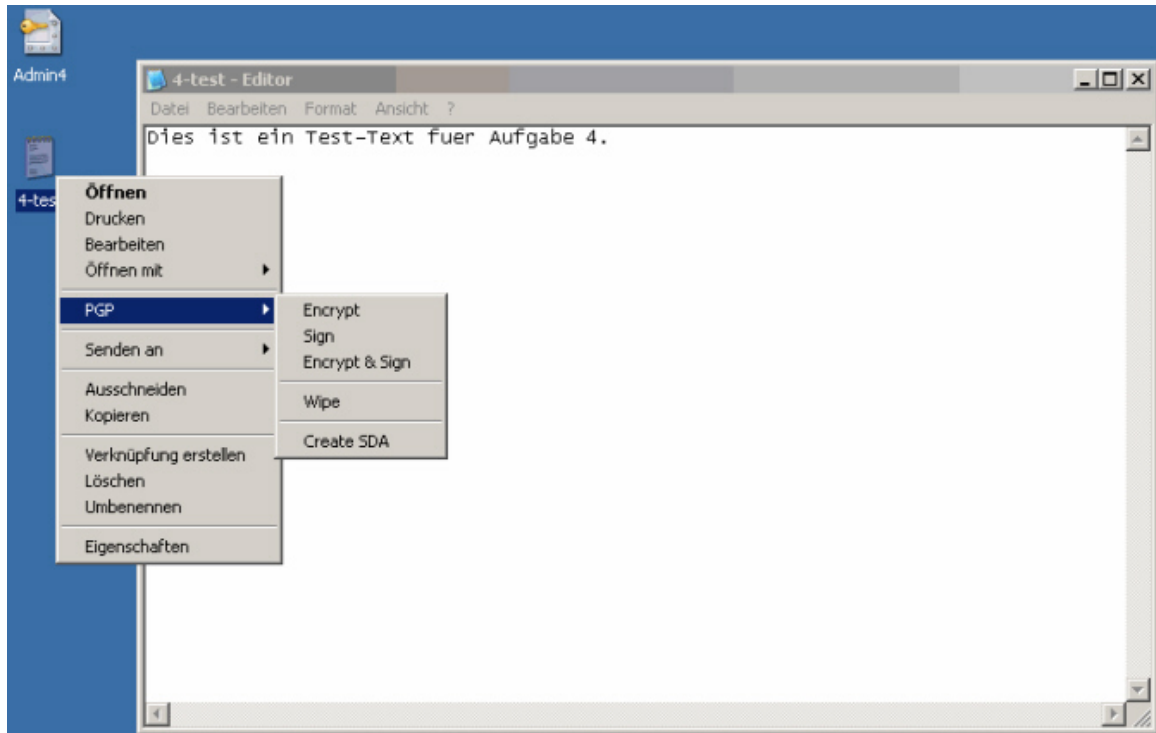 Admin4
4-test - Editor
Datei Bearbeiten Format Ansicht ?
Dies ist ein Test-Text fuer Aufgabe 4.
4-tes
Öffnen
Drucken
Bearbeiten
Öffnen mit
PGP
Senden an
Ausschneiden
Kopieren
Verknüpfung erstellen
Löschen
Umbenennen
Eigenschaften
Encrypt
Sign
Encrypt & Sign
Wipe
Create SDA